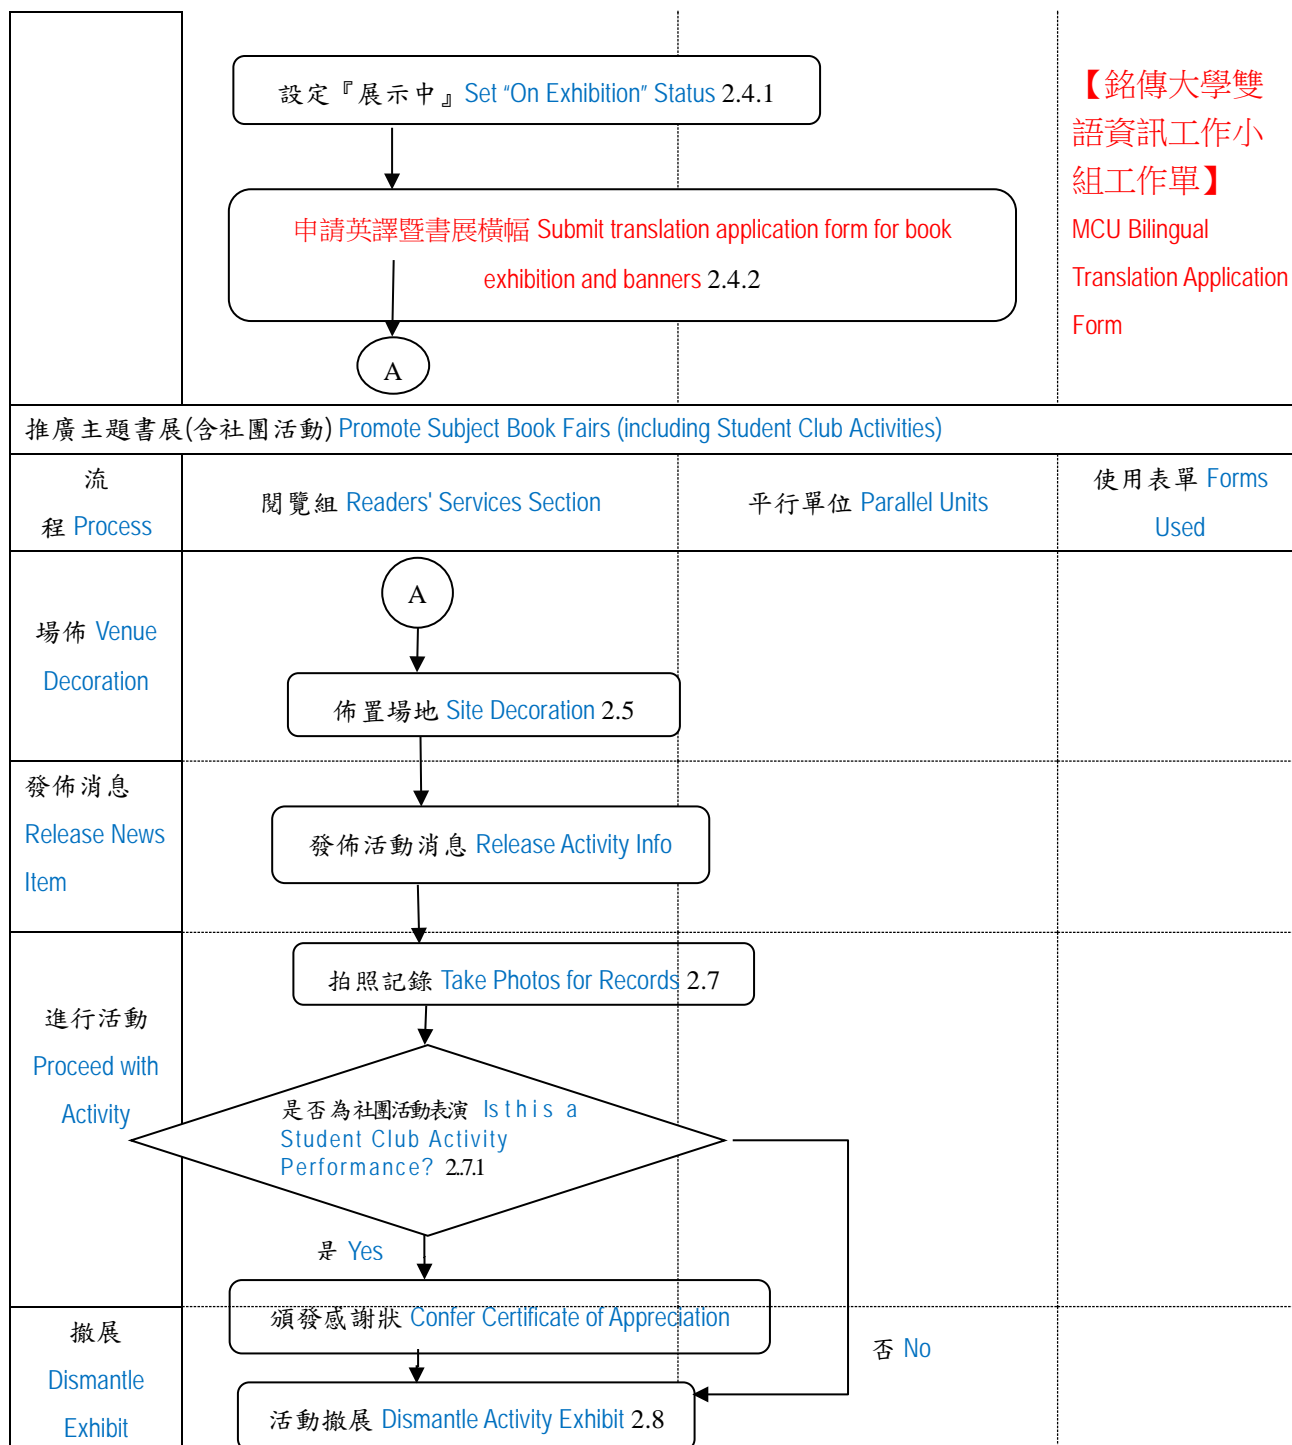 設定『展示中』Set “On Exhibition” Status 2.4.1
【銘傳大學雙
語資訊工作小
組工作單】
MCU Bilingual
Translation Application
Form
申請英譯暨書展橫幅 Submit translation application form for book
exhibition and banners 2.4.2
A
推廣主題書展(含社團活動) Promote Subject Book Fairs (including Student Club Activities)
流
程 Process
閱覽組 Readers' Services Section
平行單位 Parallel Units
使用表單 Forms
Used
A
場佈 Venue
Decoration
佈置場地 Site Decoration 2.5
發佈消息
Release News
Item
發佈活動消息 Release Activity Info
拍照記錄 Take Photos for Records 2.7
進行活動
Proceed with
Activity
是否為社團活動表演 Is this a
Student Club Activity
Performance? 2.7.1
是 Yes
頒發感謝狀 Confer Certificate of Appreciation
否 No
撤展
Dismantle
Exhibit
活動撤展 Dismantle Activity Exhibit 2.8